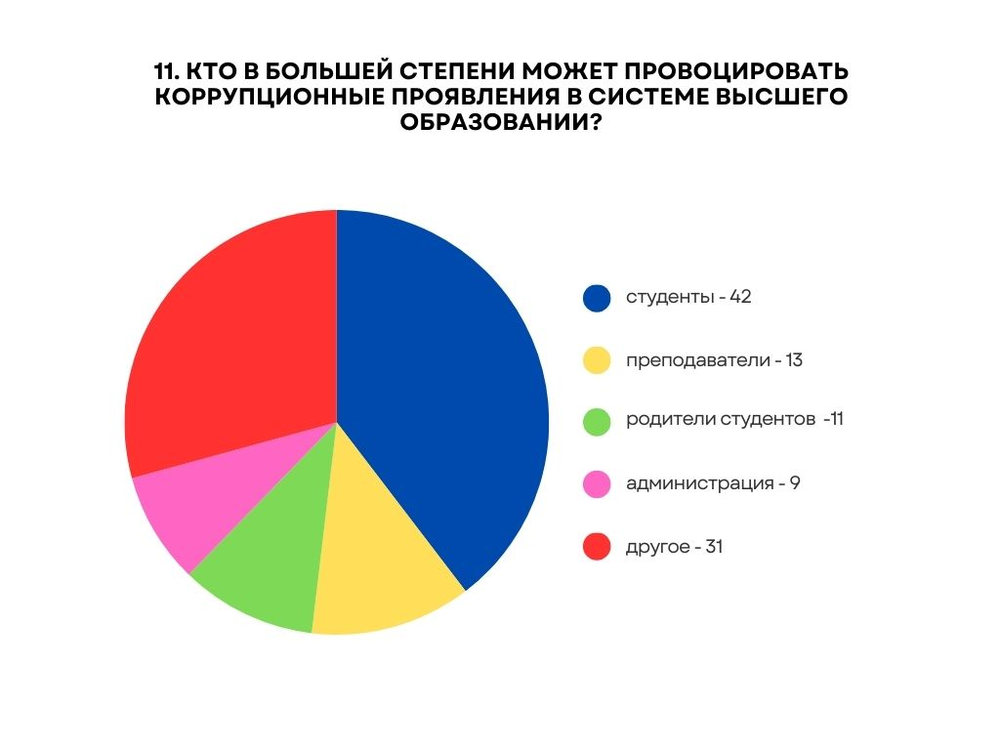 11. КТО В БОЛЬШЕЙ СТЕПЕНИ МОЖЕТ ПРОВОЦИРОВАТЬ
КОРРУПЦИОННЫЕ ПРОЯВЛЕНИЯ В СИСТЕМЕ ВЫСШЕГО
ОБРАЗОВАНИИ?
студенты - 42
преподаватели - 13
родители студентов -11
администрация - 9
другое - 31